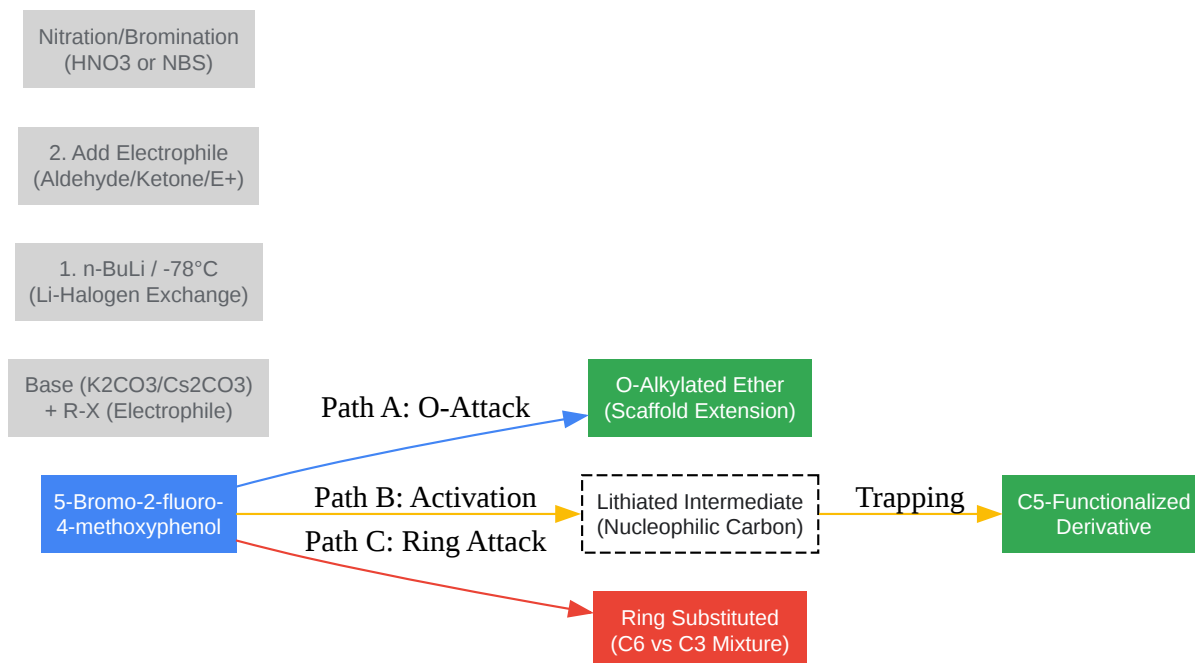 Nitration/Bromination
(HNO3 or NBS)
2. Add Electrophile
(Aldehyde/Ketone/E+)
1. n-BuLi / -78°C
(Li-Halogen Exchange)
Base (K2CO3/Cs2CO3)
+ R-X (Electrophile)
Path A: O-Attack
O-Alkylated Ether
(Scaffold Extension)
5-Bromo-2-fluoro-
4-methoxyphenol
Path B: Activation
Lithiated Intermediate
(Nucleophilic Carbon)
Trapping
C5-Functionalized
Derivative
Path C: Ring Attack
Ring Substituted
(C6 vs C3 Mixture)